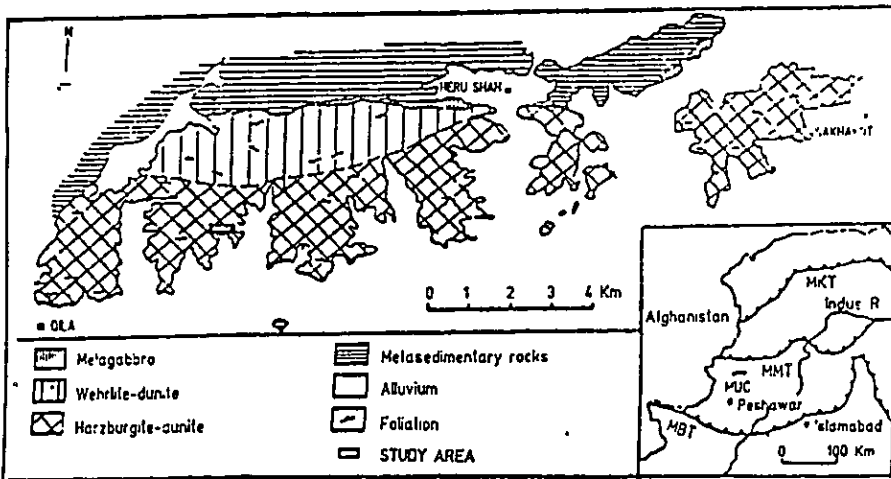 N
HERU SHAH
SAKHAKOT
0 1 2 3 4 Km
QILA
Metagabbro
Wehrlite-dunite
Harzburgite-dunite
Metasedimentary rocks
Alluvium
Foliation
STUDY AREA
MKT
Indus R
Afghanistan
MMT
MUC
Peshawar
MBT
Islamabad
0 100 Km